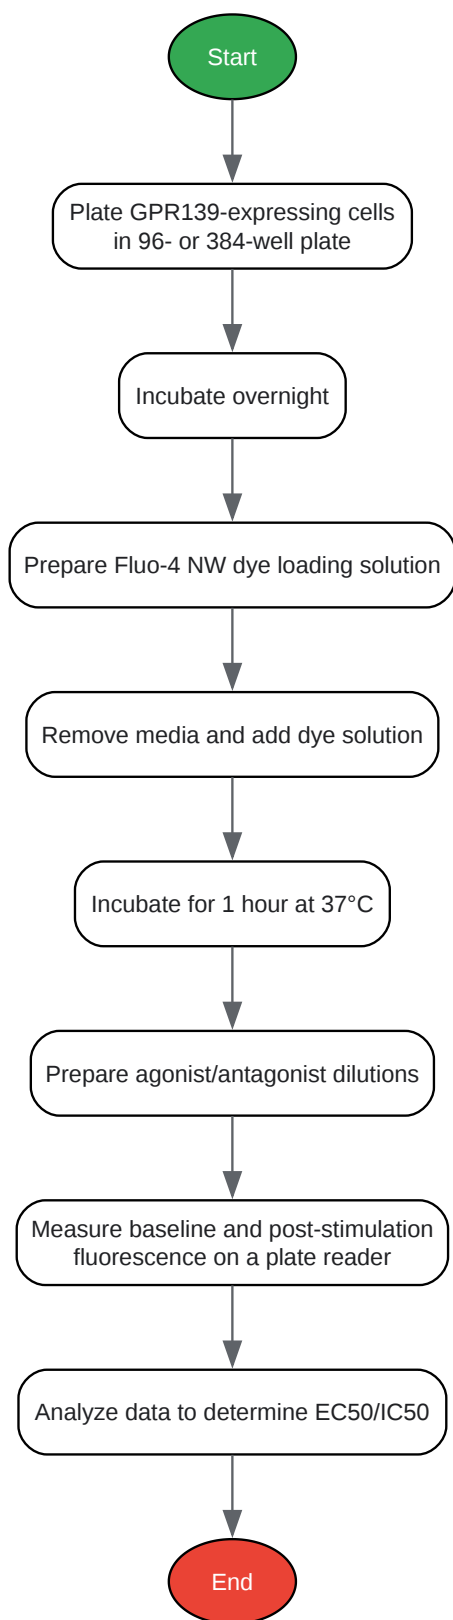 Start
Plate GPR139-expressing cells
in 96- or 384-well plate
Incubate overnight
Prepare Fluo-4 NW dye loading solution
Remove media and add dye solution
Incubate for 1 hour at 37°C
Prepare agonist/antagonist dilutions
Measure baseline and post-stimulation
fluorescence on a plate reader
Analyze data to determine EC50/IC50
End